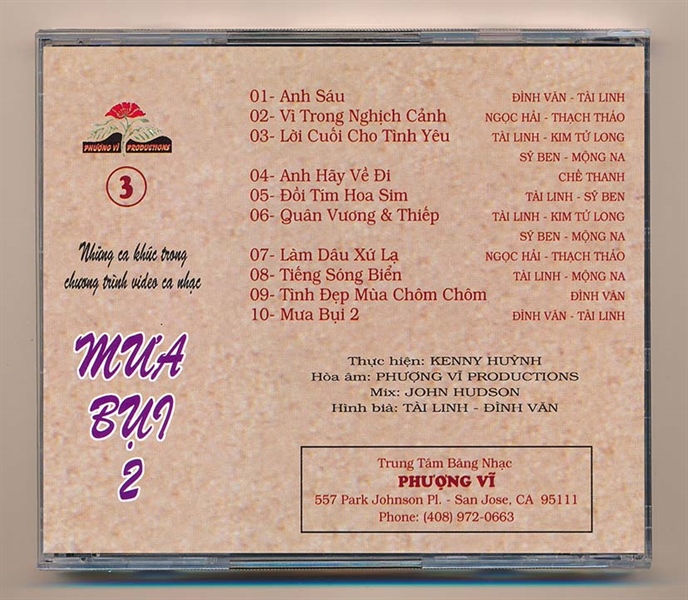 PHƯỢNG VĨ PRODUCTIONS
3
Những ca khúc trong
chương trình video ca nhạc
MƯA
BỤI
2
01- Anh Sáu ĐÌNH VĂN - TÀI LINH
02- Vì Trong Nghịch Cảnh NGỌC HẢI - THẠCH THẢO
03- Lời Cuối Cho Tình Yêu TÀI LINH - KIM TỬ LONG
SỸ BEN - MỘNG NA
04- Anh Hãy Về Đi CHẾ THANH
05- Đồi Tím Hoa Sim TÀI LINH - SỸ BEN
06- Quân Vương & Thiếp TÀI LINH - KIM TỬ LONG
SỸ BEN - MỘNG NA
07- Làm Dâu Xứ Lạ NGỌC HẢI - THẠCH THẢO
08- Tiếng Sóng Biển TÀI LINH - MỘNG NA
09- Tình Đẹp Mùa Chôm Chôm ĐÌNH VĂN
10- Mưa Bụi 2 ĐÌNH VĂN - TÀI LINH
Thực hiện: KENNY HUỲNH
Hòa âm: PHƯỢNG VĨ PRODUCTIONS
Mix: JOHN HUDSON
Hình bìa: TÀI LINH - ĐÌNH VĂN
Trung Tâm Băng Nhạc
PHƯỢNG VĨ
557 Park Johnson Pl. - San Jose, CA 95111
Phone: (408) 972-0663